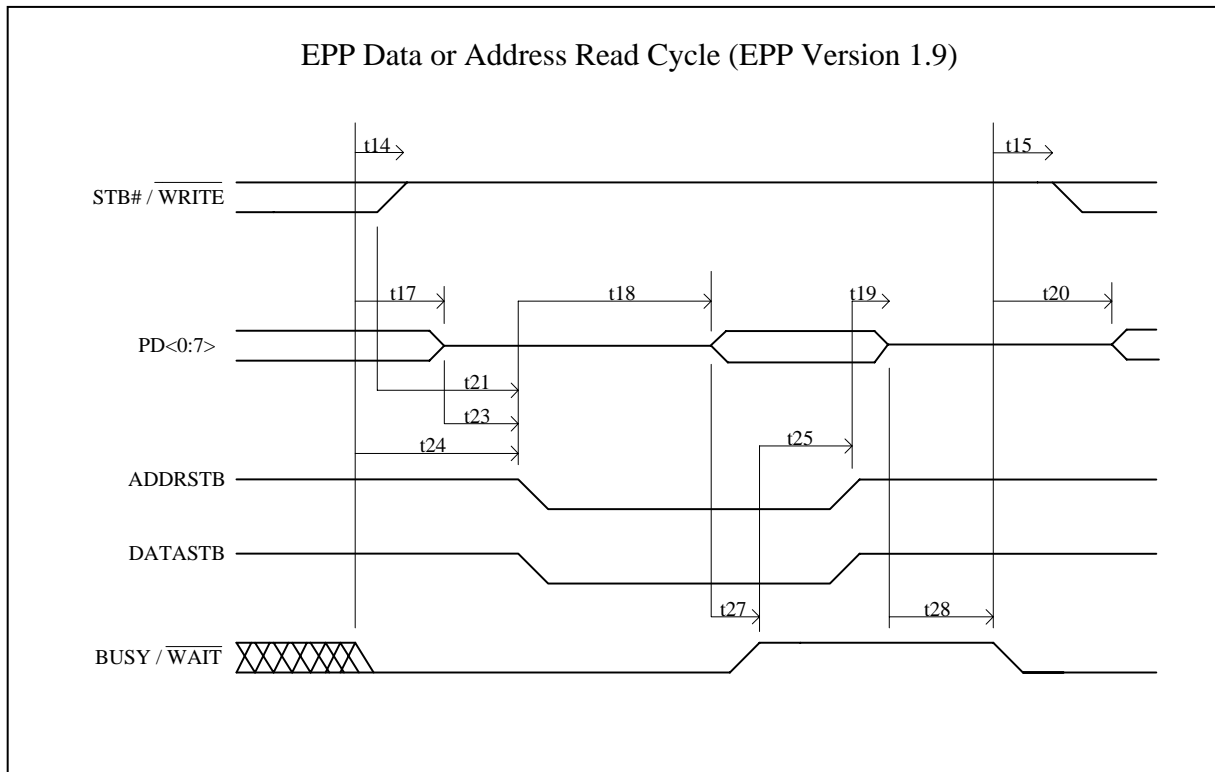 EPP Data or Address Read Cycle (EPP Version 1.9)
t14
t15
STB# / WRITE
t17
t18
t19
t20
PD<0:7>
t21
t23
t25
t24
ADDRSTB
DATASTB
t27
t28
BUSY / WAIT